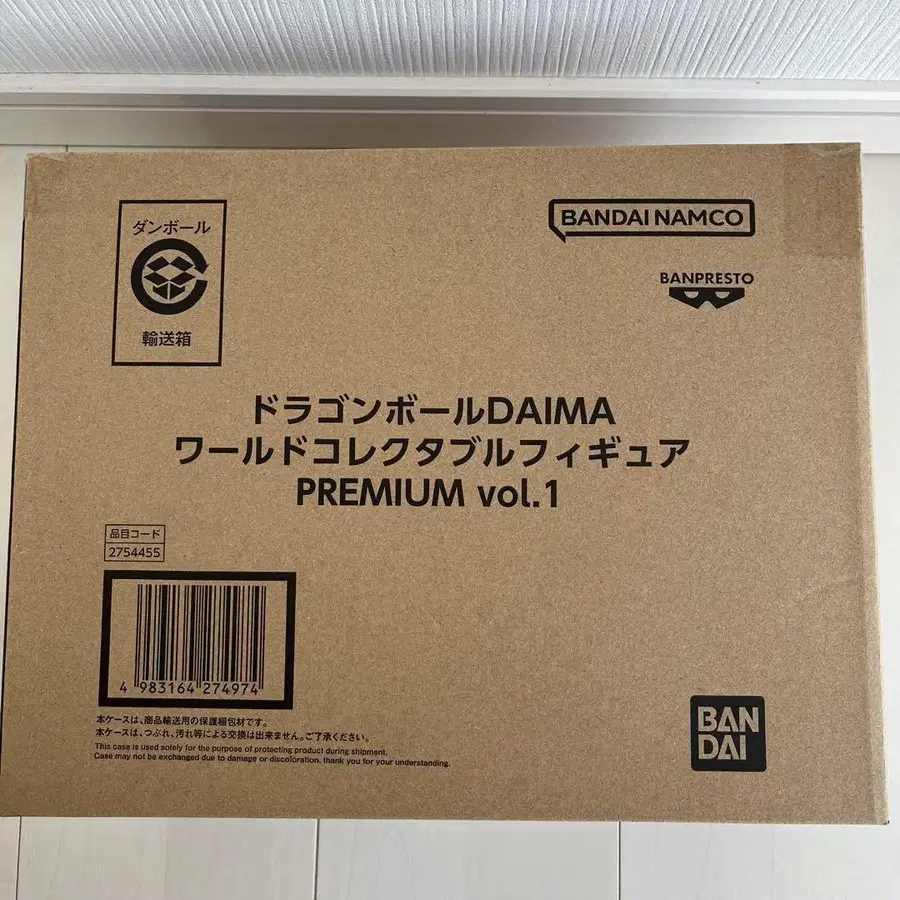 ダンボール
輸送箱
BANDAI NAMCO
BANPRESTO
ドラゴンボールDAIMA
ワールドコレクタブルフィギュア
PREMIUM vol.1
品目コード
2754455
4 983164 274974
本ケースは、商品輸送用の保護梱包材です。
本ケースは、つぶれ、汚れ等による交換は出来ません。ご了承ください。
This case is used solely for the purpose of protecting product during shipment.
Case may not be exchanged due to damage or discoloration. thank you for your understanding.
BAN
DAI